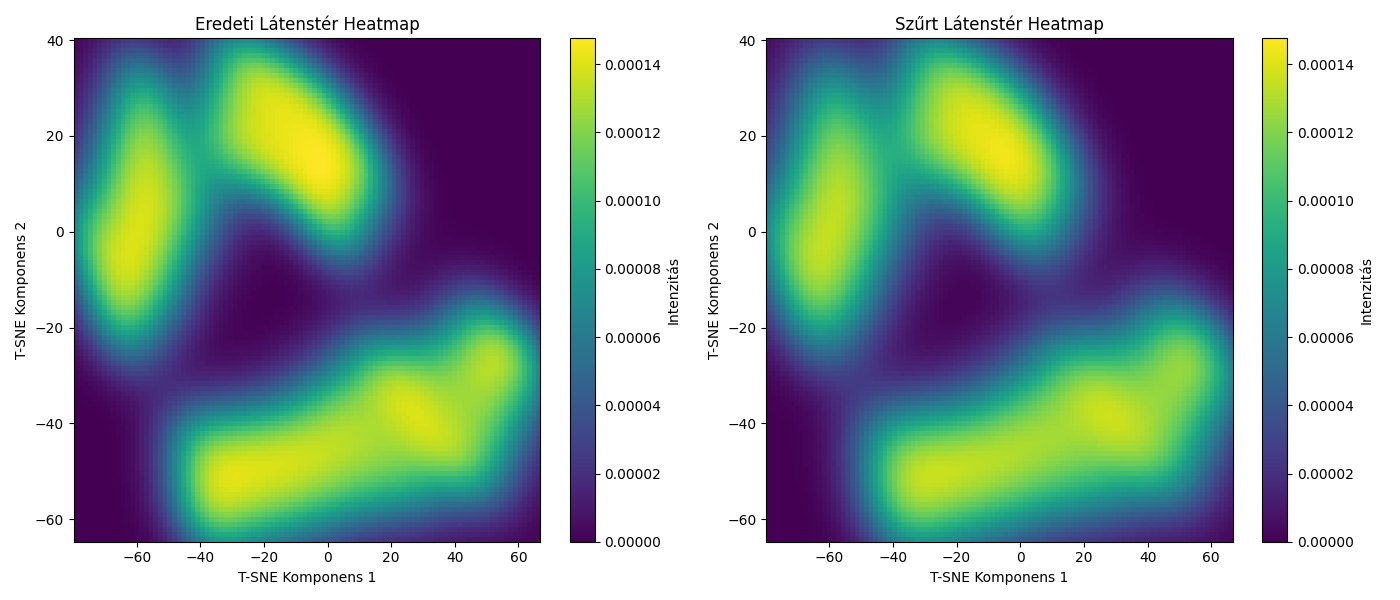 Eredeti Látenstér Heatmap
40
20
0
−20
−40
−60
T-SNE Komponens 2
−60 −40 −20 0 20 40 60
T-SNE Komponens 1
0.00014
0.00012
0.00010
0.00008
0.00006
0.00004
0.00002
0.00000
Intenzitás
Szűrt Látenstér Heatmap
40
20
0
−20
−40
−60
T-SNE Komponens 2
−60 −40 −20 0 20 40 60
T-SNE Komponens 1
0.00014
0.00012
0.00010
0.00008
0.00006
0.00004
0.00002
0.00000
Intenzitás